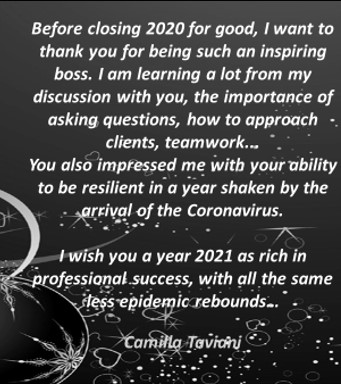 Before closing 2020 for good, I want to
thank you for being such an inspiring
boss. I am learning a lot from my
discussion with you, the importance of
asking questions, how to approach
clients, teamwork...
You also impressed me with your ability
to be resilient in a year shaken by the
arrival of the Coronavirus.
I wish you a year 2021 as rich in
professional success, with all the same
less epidemic rebounds...
Camilla Taviani